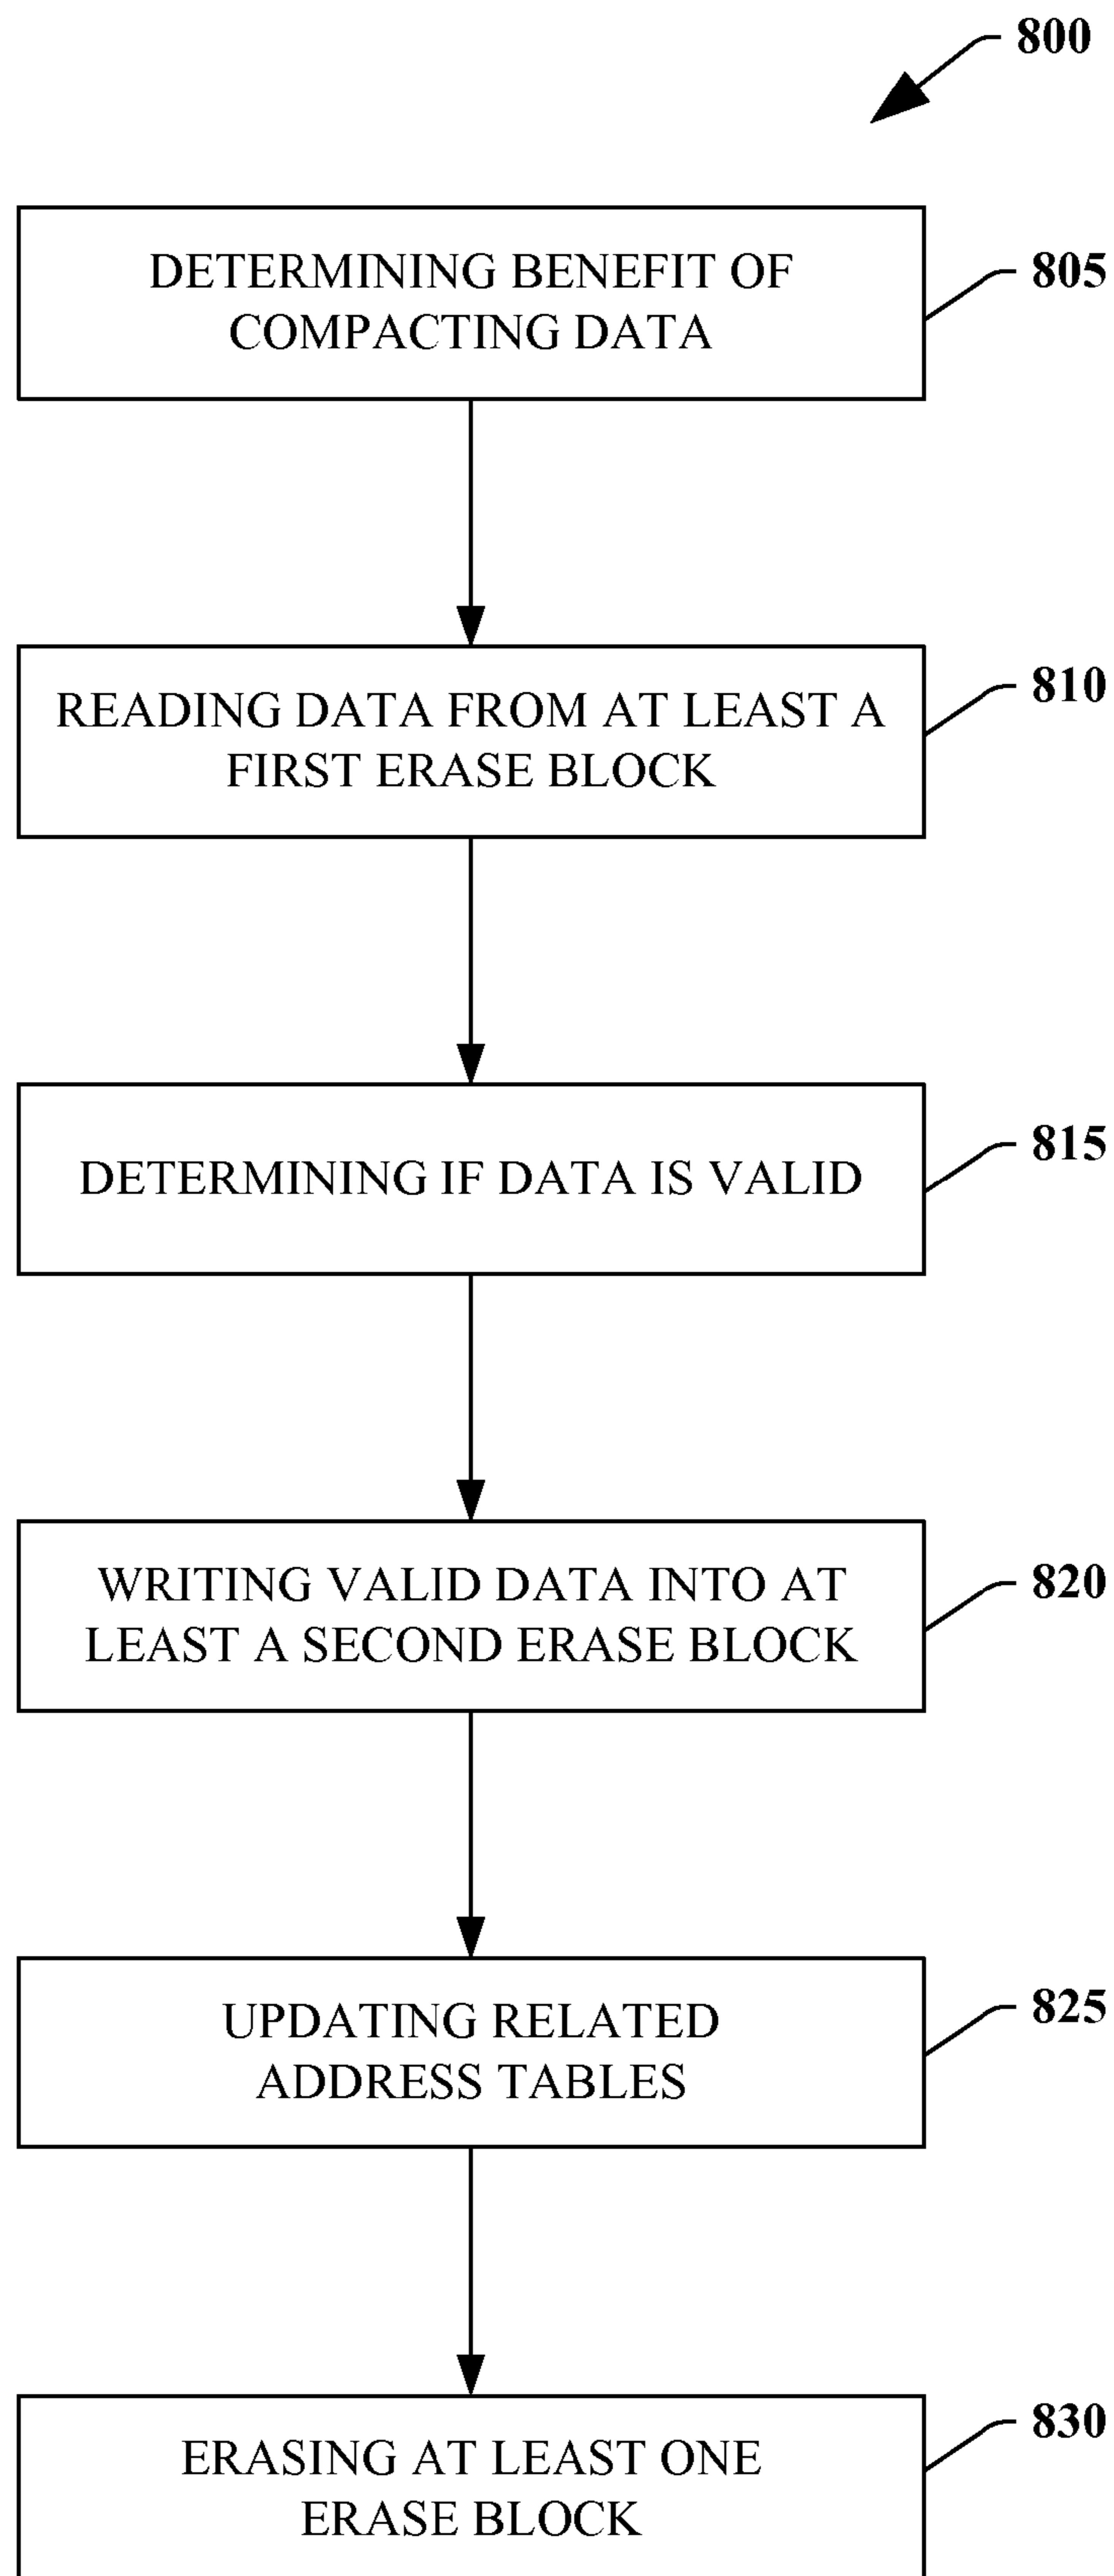 800
DETERMINING BENEFIT OF
COMPACTING DATA
805
READING DATA FROM AT LEAST A
FIRST ERASE BLOCK
810
DETERMINING IF DATA IS VALID
815
WRITING VALID DATA INTO AT
LEAST A SECOND ERASE BLOCK
820
UPDATING RELATED
ADDRESS TABLES
825
ERASING AT LEAST ONE
ERASE BLOCK
830